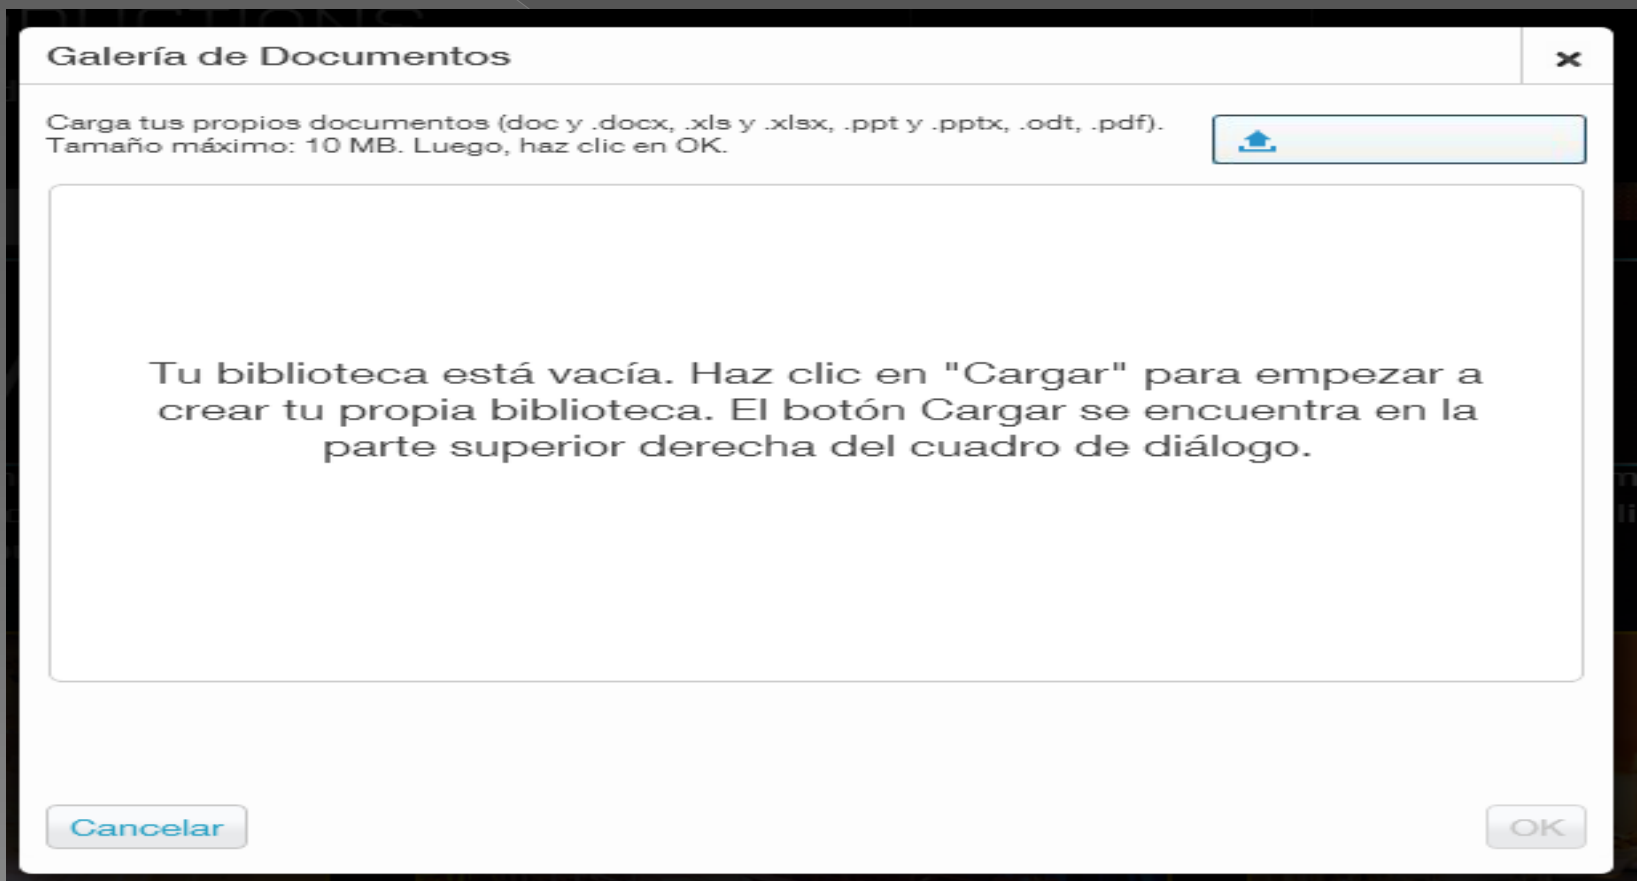 Galería de Documentos
Carga tus propios documentos (doc y .docx, .xls y .xlsx, .ppt y .pptx, .odt, .pdf).
Tamaño máximo: 10 MB. Luego, haz clic en OK.
Tu biblioteca está vacía. Haz clic en "Cargar" para empezar a
crear tu propia biblioteca. El botón Cargar se encuentra en la
parte superior derecha del cuadro de diálogo.
Cancelar
OK